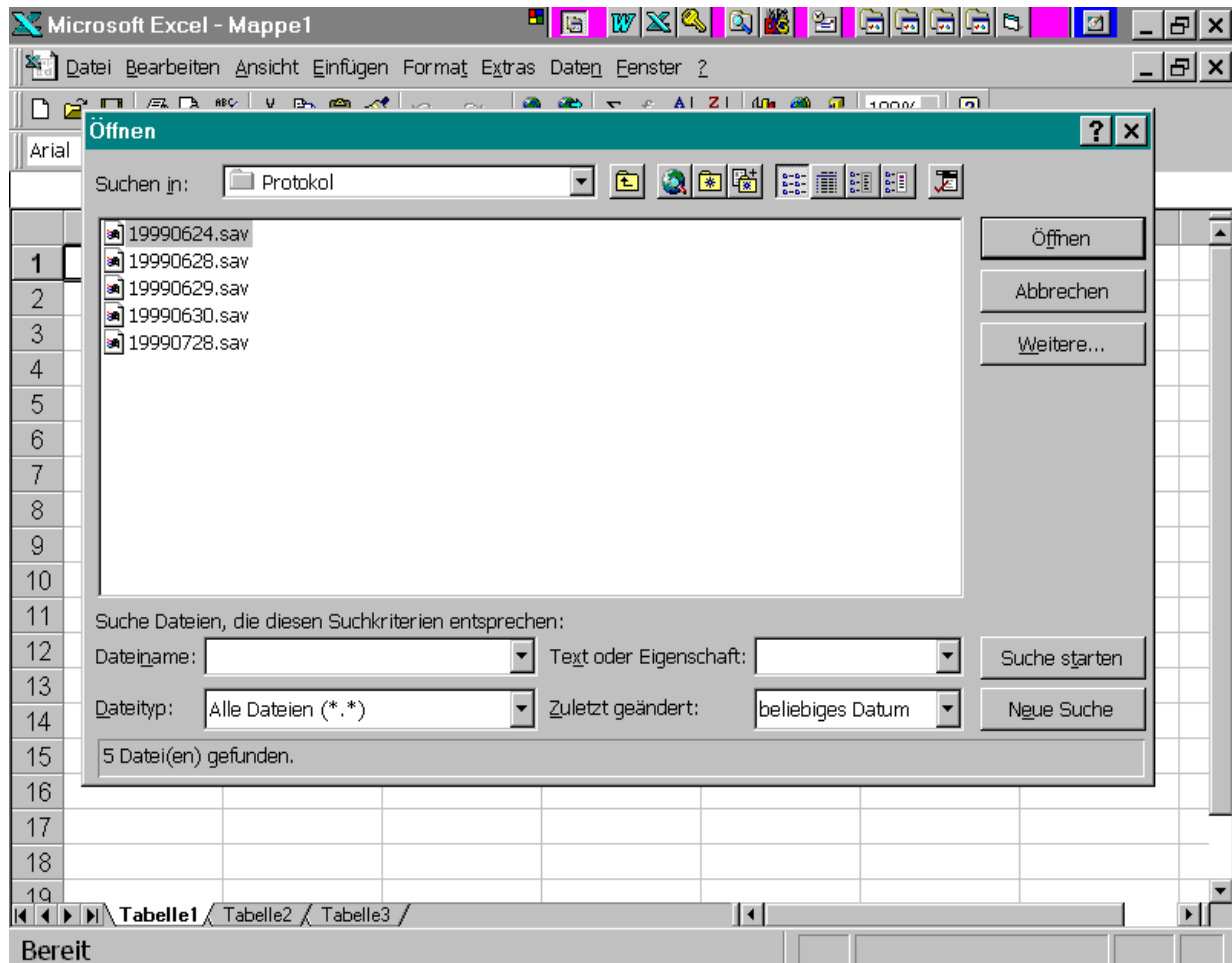 Microsoft Excel - Mappe1
Datei Bearbeiten Ansicht Einfügen Format Extras Daten Fenster ?
Öffnen
Arial
Suchen in: Protokol
19990624.sav
19990628.sav
19990629.sav
19990630.sav
19990728.sav
Öffnen
Abbrechen
Weitere...
Suche Dateien, die diesen Suchkriterien entsprechen:
Dateiname: Text oder Eigenschaft: Suche starten
Dateityp: Alle Dateien (*.*) Zuletzt geändert: beliebiges Datum Neue Suche
5 Datei(en) gefunden.
1
2
3
4
5
6
7
8
9
10
11
12
13
14
15
16
17
18
19
Tabelle1 Tabelle2 Tabelle3
Bereit